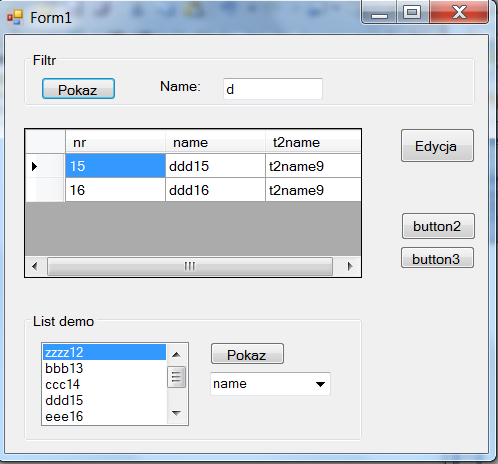 Form1
Filtr
Pokaz Name: d
nr name t2name
15 ddd15 t2name9
16 ddd16 t2name9
Edycja
button2
button3
List demo
zzzz12
bbb13
ccc14
ddd15
eee16
Pokaz
name